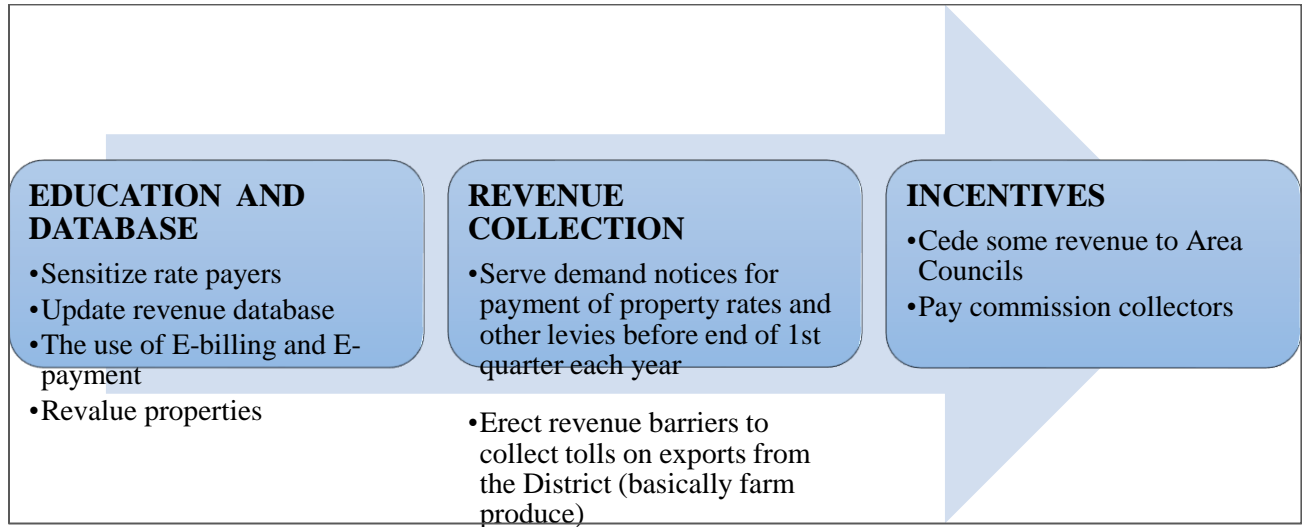 EDUCATION AND
DATABASE
•Sensitize rate payers
•Update revenue database
•The use of E-billing and E-
payment
•Revalue properties
REVENUE
COLLECTION
•Serve demand notices for
payment of property rates and
other levies before end of 1st
quarter each year
•Erect revenue barriers to
collect tolls on exports from
the District (basically farm
produce)
INCENTIVES
•Cede some revenue to Area
Councils
•Pay commission collectors